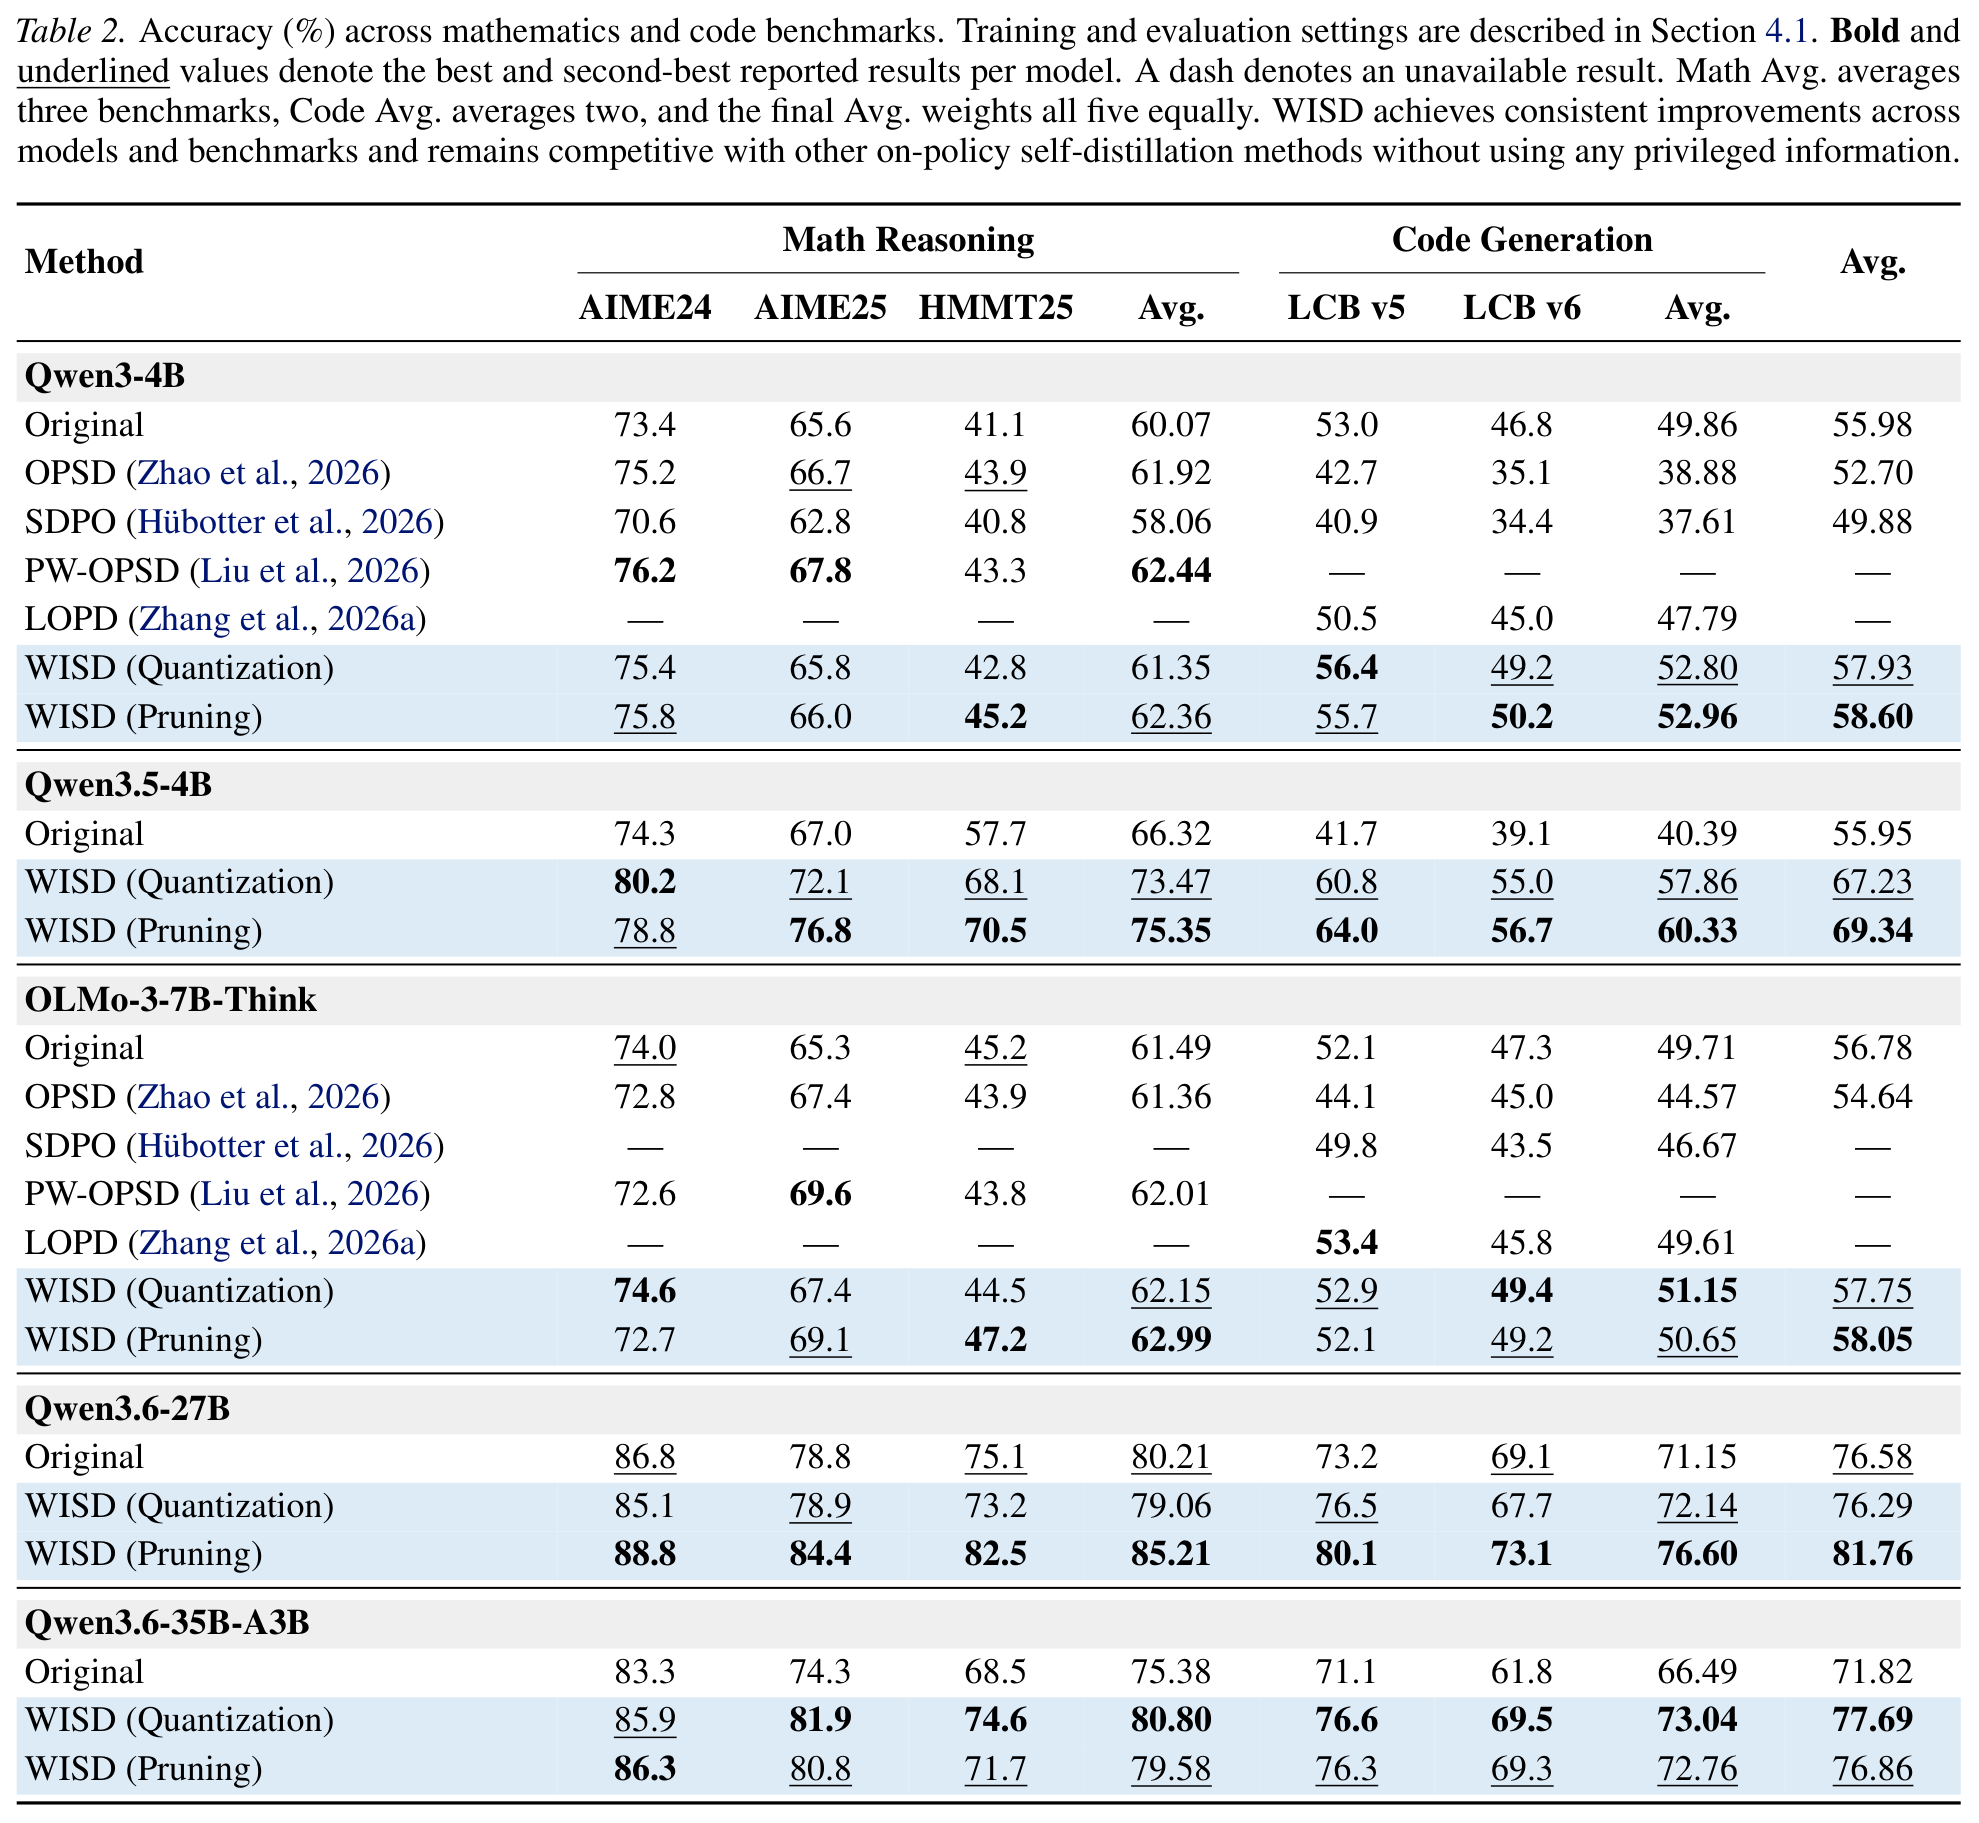 Table 2. Accuracy (%) across mathematics and code benchmarks. Training and evaluation settings are described in Section 4.1. Bold and
underlined values denote the best and second-best reported results per model. A dash denotes an unavailable result. Math Avg. averages
three benchmarks, Code Avg. averages two, and the final Avg. weights all five equally. WISD achieves consistent improvements across
models and benchmarks and remains competitive with other on-policy self-distillation methods without using any privileged information.
Method Math Reasoning Code Generation Avg.
AIME24 AIME25 HMMT25 Avg. LCB v5 LCB v6 Avg.
Qwen3-4B
Original 73.4 65.6 41.1 60.07 53.0 46.8 49.86 55.98
OPSD (Zhao et al., 2026) 75.2 66.7 43.9 61.92 42.7 35.1 38.88 52.70
SDPO (Hübotter et al., 2026) 70.6 62.8 40.8 58.06 40.9 34.4 37.61 49.88
PW-OPSD (Liu et al., 2026) 76.2 67.8 43.3 62.44 — — — —
LOPD (Zhang et al., 2026a) — — — — 50.5 45.0 47.79 —
WISD (Quantization) 75.4 65.8 42.8 61.35 56.4 49.2 52.80 57.93
WISD (Pruning) 75.8 66.0 45.2 62.36 55.7 50.2 52.96 58.60
Qwen3.5-4B
Original 74.3 67.0 57.7 66.32 41.7 39.1 40.39 55.95
WISD (Quantization) 80.2 72.1 68.1 73.47 60.8 55.0 57.86 67.23
WISD (Pruning) 78.8 76.8 70.5 75.35 64.0 56.7 60.33 69.34
OLMo-3-7B-Think
Original 74.0 65.3 45.2 61.49 52.1 47.3 49.71 56.78
OPSD (Zhao et al., 2026) 72.8 67.4 43.9 61.36 44.1 45.0 44.57 54.64
SDPO (Hübotter et al., 2026) — — — — 49.8 43.5 46.67 —
PW-OPSD (Liu et al., 2026) 72.6 69.6 43.8 62.01 — — — —
LOPD (Zhang et al., 2026a) — — — — 53.4 45.8 49.61 —
WISD (Quantization) 74.6 67.4 44.5 62.15 52.9 49.4 51.15 57.75
WISD (Pruning) 72.7 69.1 47.2 62.99 52.1 49.2 50.65 58.05
Qwen3.6-27B
Original 86.8 78.8 75.1 80.21 73.2 69.1 71.15 76.58
WISD (Quantization) 85.1 78.9 73.2 79.06 76.5 67.7 72.14 76.29
WISD (Pruning) 88.8 84.4 82.5 85.21 80.1 73.1 76.60 81.76
Qwen3.6-35B-A3B
Original 83.3 74.3 68.5 75.38 71.1 61.8 66.49 71.82
WISD (Quantization) 85.9 81.9 74.6 80.80 76.6 69.5 73.04 77.69
WISD (Pruning) 86.3 80.8 71.7 79.58 76.3 69.3 72.76 76.86